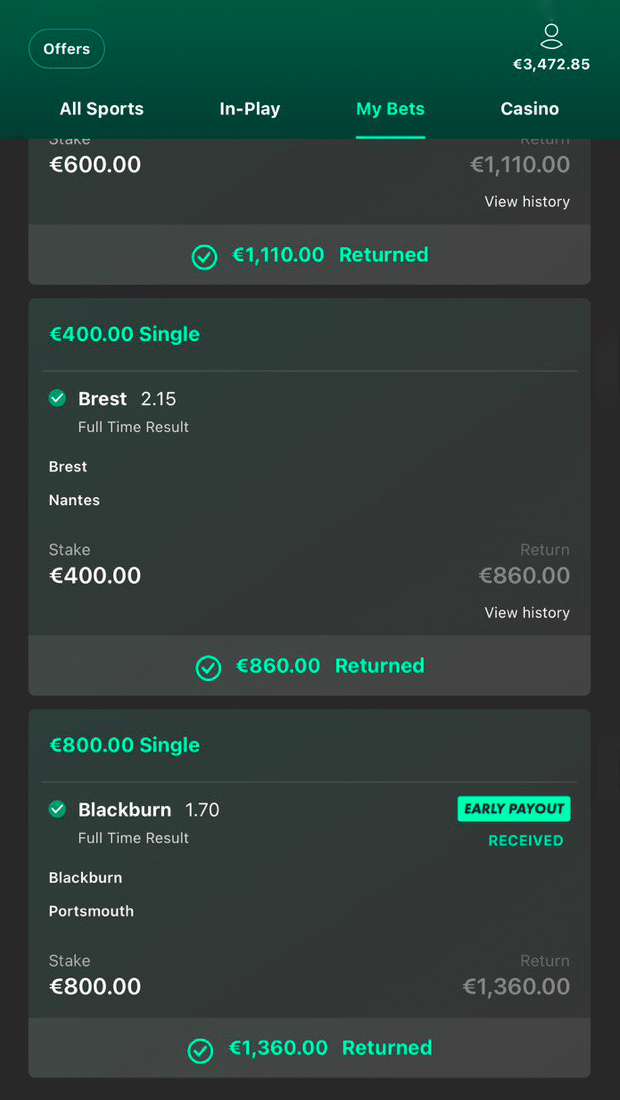 Offers
€3,472.85
All Sports In-Play My Bets Casino
Stake Return
€600.00 €1,110.00
View history
€1,110.00 Returned
€400.00 Single
Brest 2.15
Full Time Result
Brest
Nantes
Stake Return
€400.00 €860.00
View history
€860.00 Returned
€800.00 Single
Blackburn 1.70 EARLY PAYOUT
Full Time Result RECEIVED
Blackburn
Portsmouth
Stake Return
€800.00 €1,360.00
€1,360.00 Returned